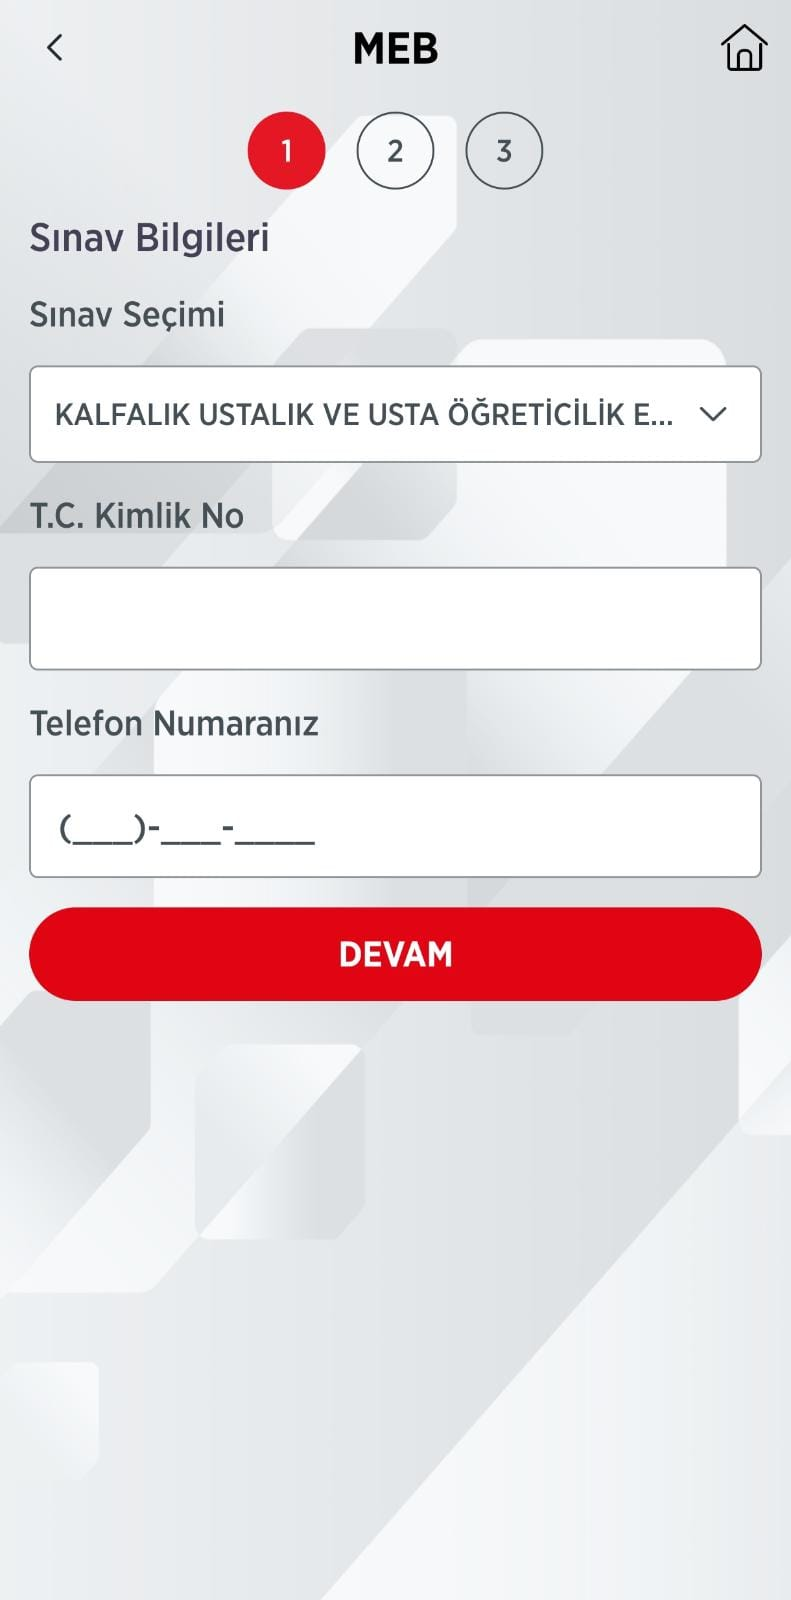 MEB
1 2 3
Sınav Bilgileri
Sınav Seçimi
KALFALIK USTALIK VE USTA ÖĞRETİCİLİK E...
T.C. Kimlik No
Telefon Numaranız
(___)-___-____
DEVAM